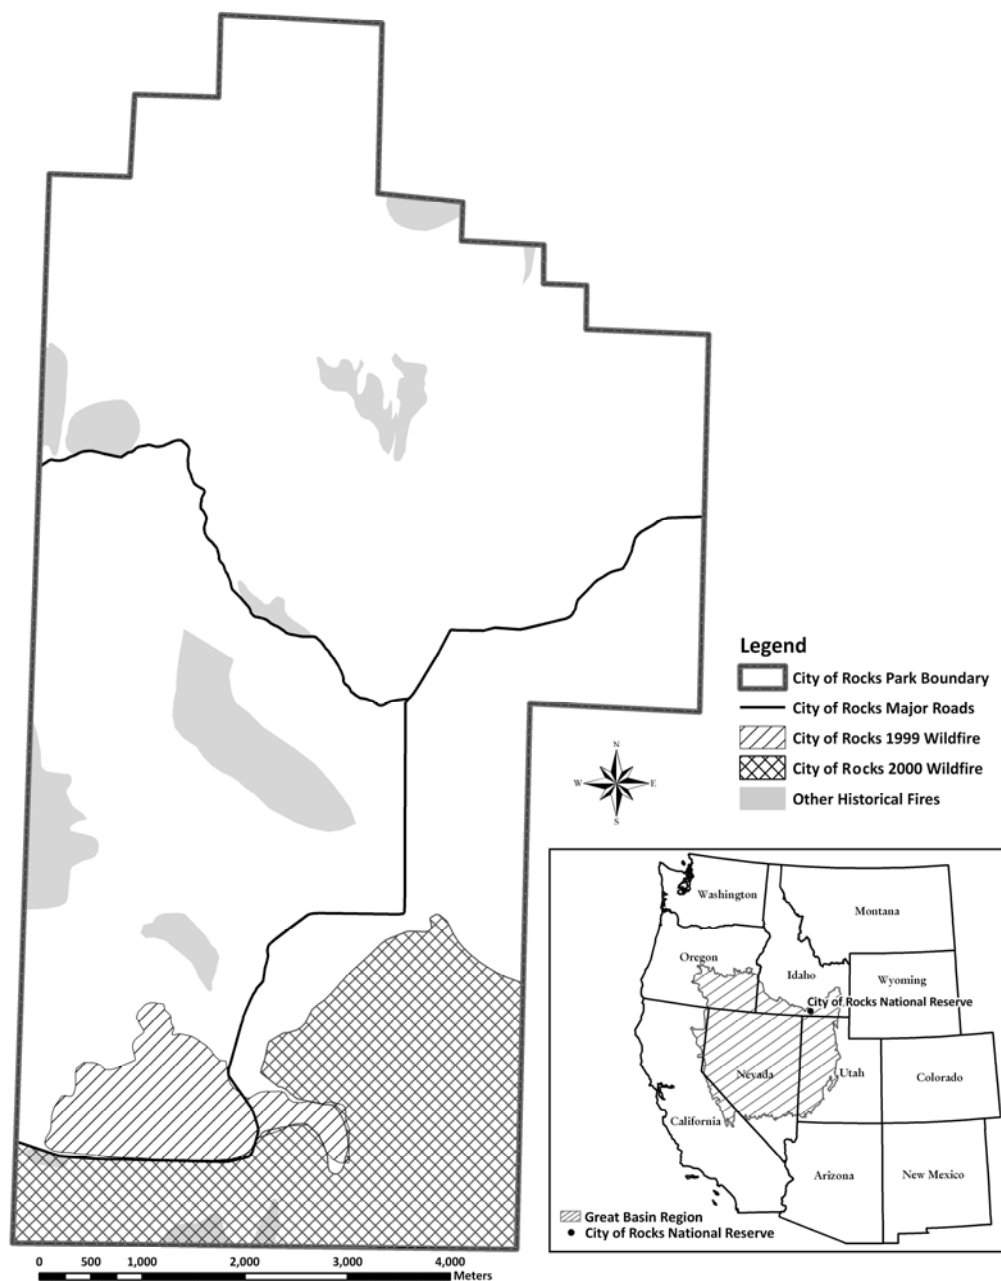 Legend
City of Rocks Park Boundary
City of Rocks Major Roads
City of Rocks 1999 Wildfire
City of Rocks 2000 Wildfire
Other Historical Fires
N
W E
S
Washington
Montana
Oregon
Idaho
Wyoming
City of Rocks National Reserve
Nevada
Utah
Colorado
California
Arizona
New Mexico
Great Basin Region
City of Rocks National Reserve
0 500 1,000 2,000 3,000 4,000
Meters